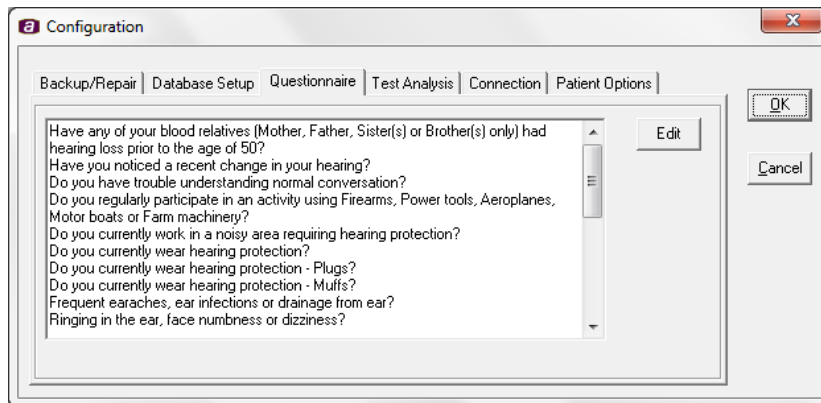 a Configuration
Backup/Repair Database Setup Questionnaire Test Analysis Connection Patient Options
Have any of your blood relatives (Mother, Father, Sister(s) or Brother(s) only) had
hearing loss prior to the age of 50?
Have you noticed a recent change in your hearing?
Do you have trouble understanding normal conversation?
Do you regularly participate in an activity using Firearms, Power tools, Aeroplanes,
Motor boats or Farm machinery?
Do you currently work in a noisy area requiring hearing protection?
Do you currently wear hearing protection?
Do you currently wear hearing protection - Plugs?
Do you currently wear hearing protection - Muffs?
Frequent earaches, ear infections or drainage from ear?
Ringing in the ear, face numbness or dizziness?
Edit
OK
Cancel